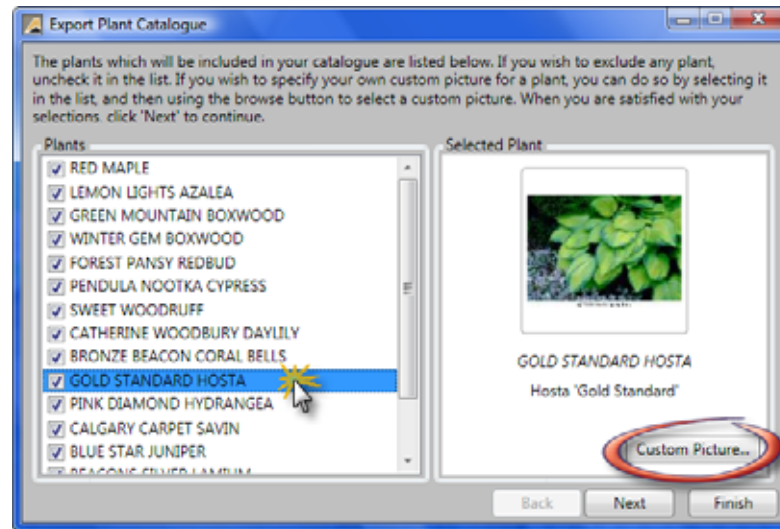 Export Plant Catalogue
The plants which will be included in your catalogue are listed below. If you wish to exclude any plant,
uncheck it in the list. If you wish to specify your own custom picture for a plant, you can do so by selecting it
in the list, and then using the browse button to select a custom picture. When you are satisfied with your
selections, click 'Next' to continue.
Plants
RED MAPLE
LEMON LIGHTS AZALEA
GREEN MOUNTAIN BOXWOOD
WINTER GEM BOXWOOD
FOREST PANSY REDBUD
PENDULA NOOTKA CYPRESS
SWEET WOODRUFF
CATHERINE WOODBURY DAYLILY
BRONZE BEACON CORAL BELLS
GOLD STANDARD HOSTA
PINK DIAMOND HYDRANGEA
CALGARY CARPET SAVIN
BLUE STAR JUNIPER
BEACONS SILVER LAMIUM
Selected Plant
GOLD STANDARD HOSTA
Hosta 'Gold Standard'
Custom Picture...
Back
Next
Finish